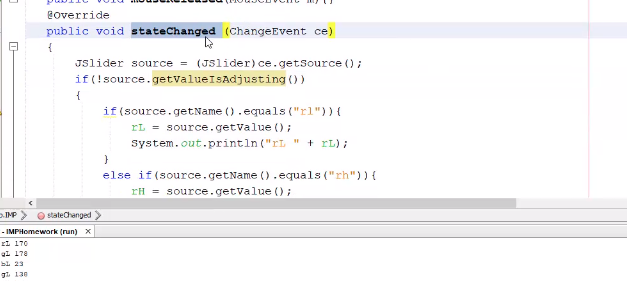 public void mouseReleased(MouseEvent m){}
@Override
public void stateChanged (ChangeEvent ce)
{
JSlider source = (JSlider)ce.getSource();
if(!source.getValueIsAdjusting())
{
if(source.getName().equals("rl")){
rL = source.getValue();
System.out.println("rL " + rL);
}
else if(source.getName().equals("rh")){
rH = source.getValue();
o.IMP stateChanged
- IMPHomework (run) ×
rL 170
gL 178
bL 23
gL 138